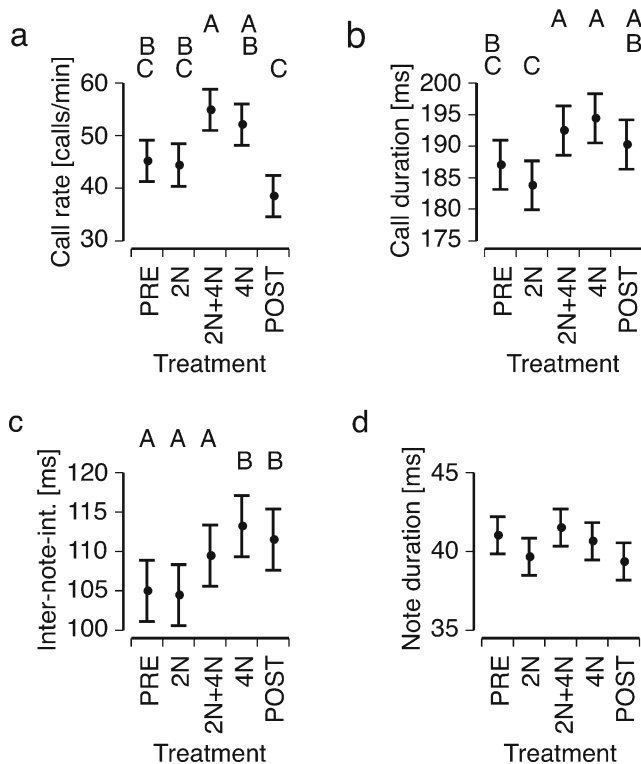 a
A A
B B B
C C C
Call rate [calls/min]
60
50
40
30
PRE
2N
2N+4N
4N
POST
Treatment
b
A A A
B B
C C
Call duration [ms]
200
195
190
185
180
175
PRE
2N
2N+4N
4N
POST
Treatment
c
A A A
B B
Inter-note-int. [ms]
120
115
110
105
100
PRE
2N
2N+4N
4N
POST
Treatment
d
Note duration [ms]
45
40
35
PRE
2N
2N+4N
4N
POST
Treatment